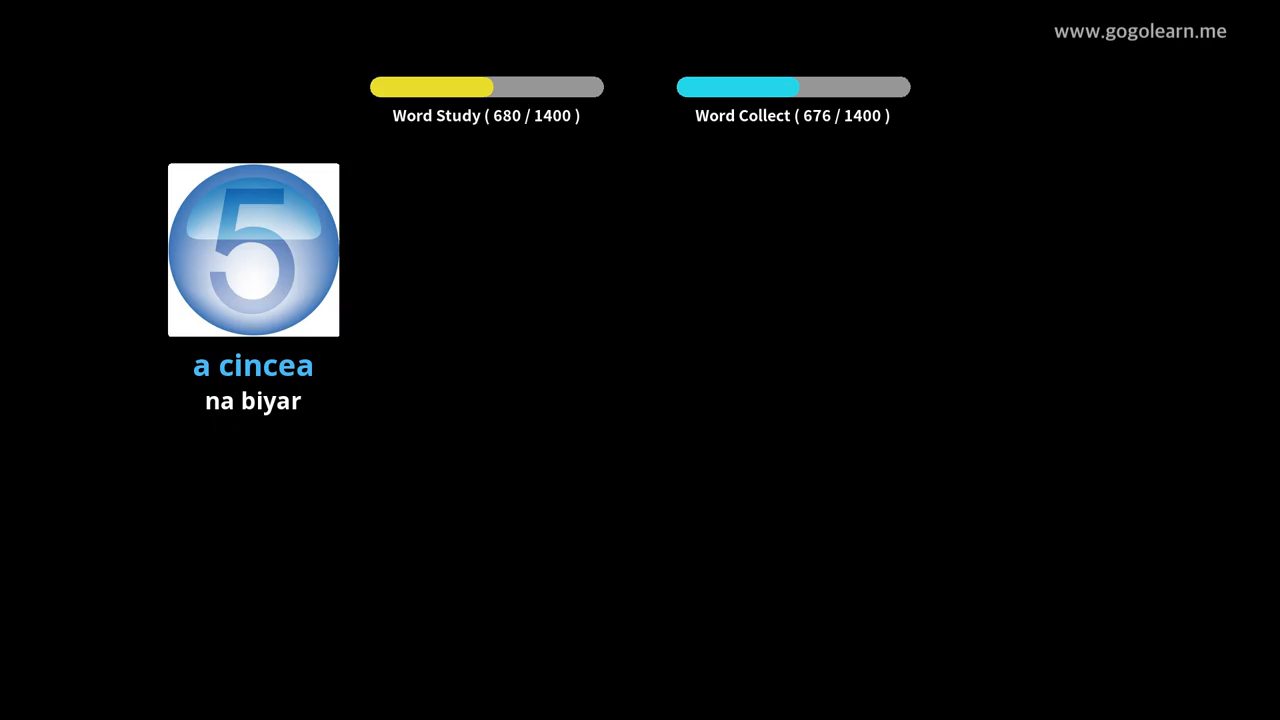 www.gogolearn.me
Word Study ( 680 / 1400 )
Word Collect ( 676 / 1400 )
5
a cincea
na biyar